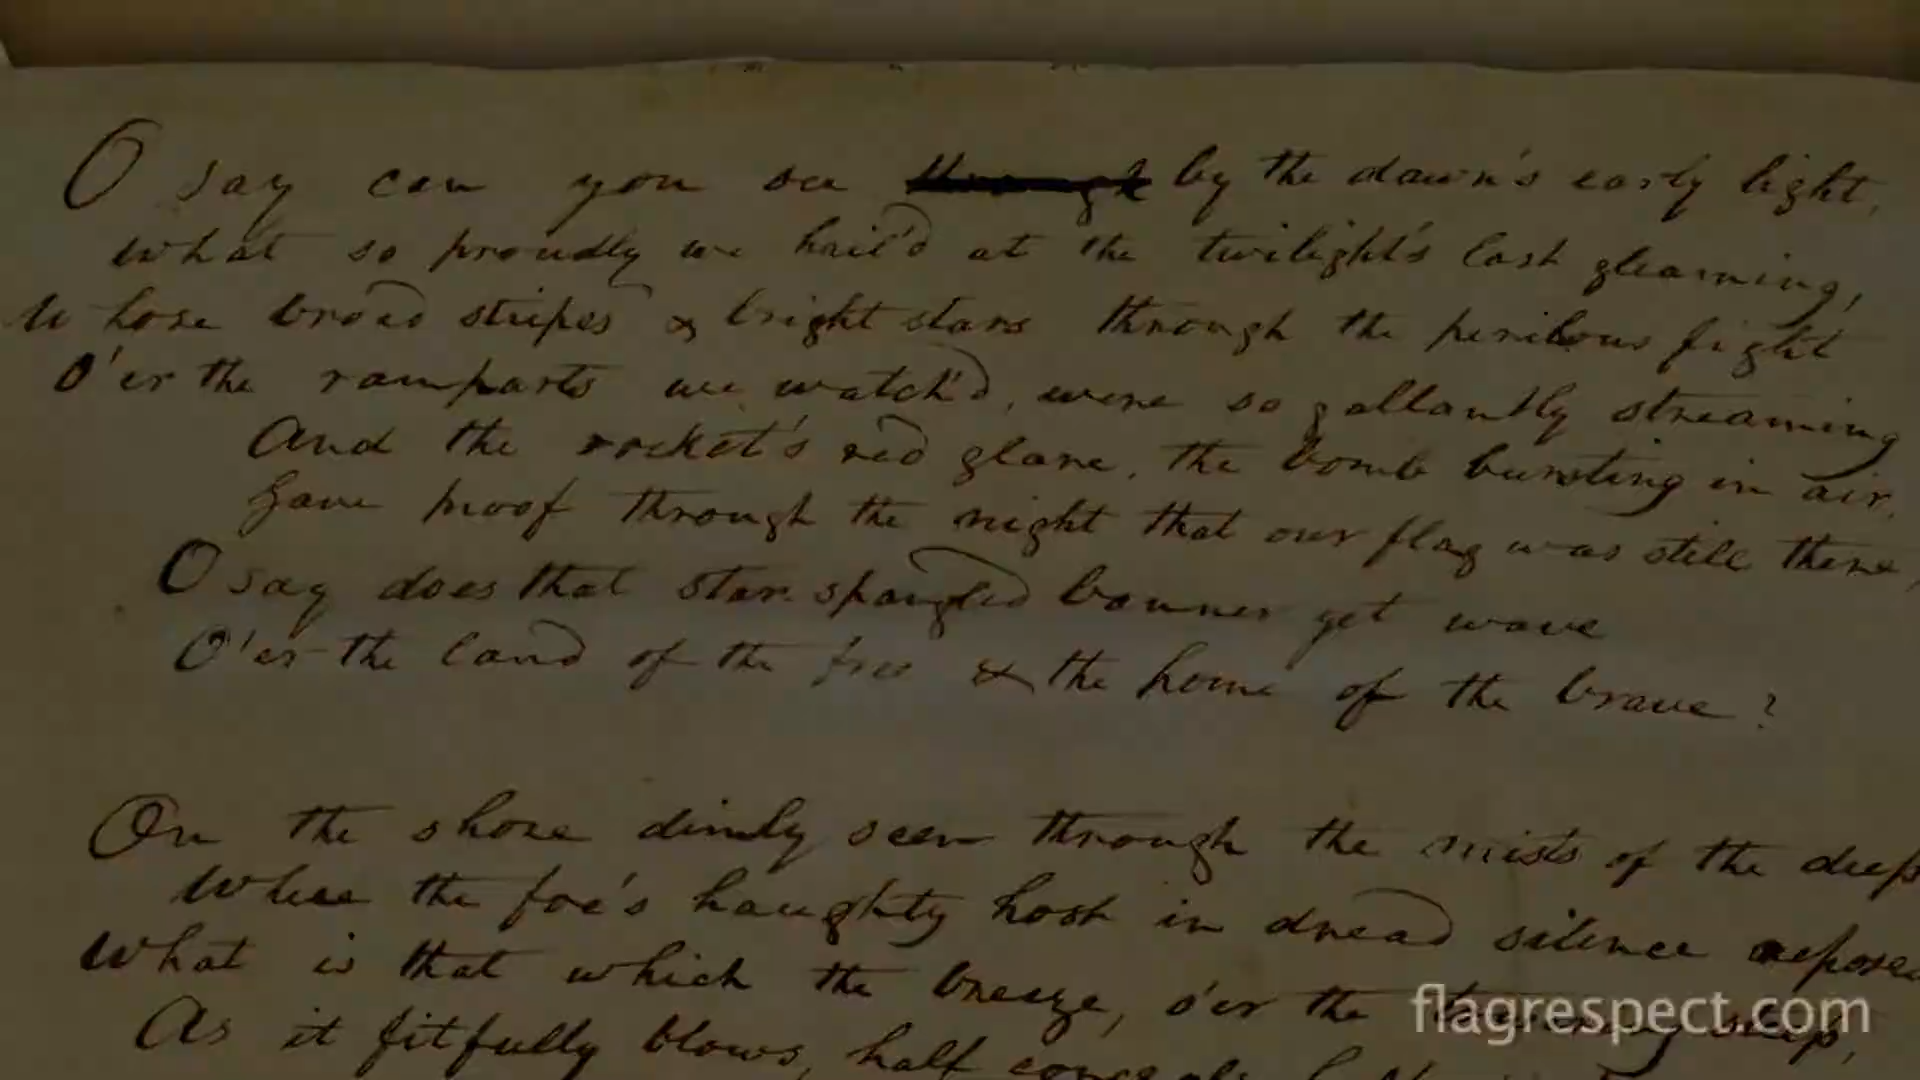 O say can you see through by the dawn's early light,
What so proudly we hail'd at the twilight's last gleaming,
Whose broad stripes & bright stars through the perilous fight
O'er the ramparts we watch'd, were so gallantly streaming
And the rocket's red glare, the bomb bursting in air,
Gave proof through the night that our flag was still there,
O say does that star spangled banner yet wave
O'er the land of the free & the home of the brave?
On the shore dimly seen through the mists of the deep
Where the foe's haughty host in dread silence reposes
What is that which the breeze, o'er the towering steep,
As it fitfully blows, half
flagrespect.com